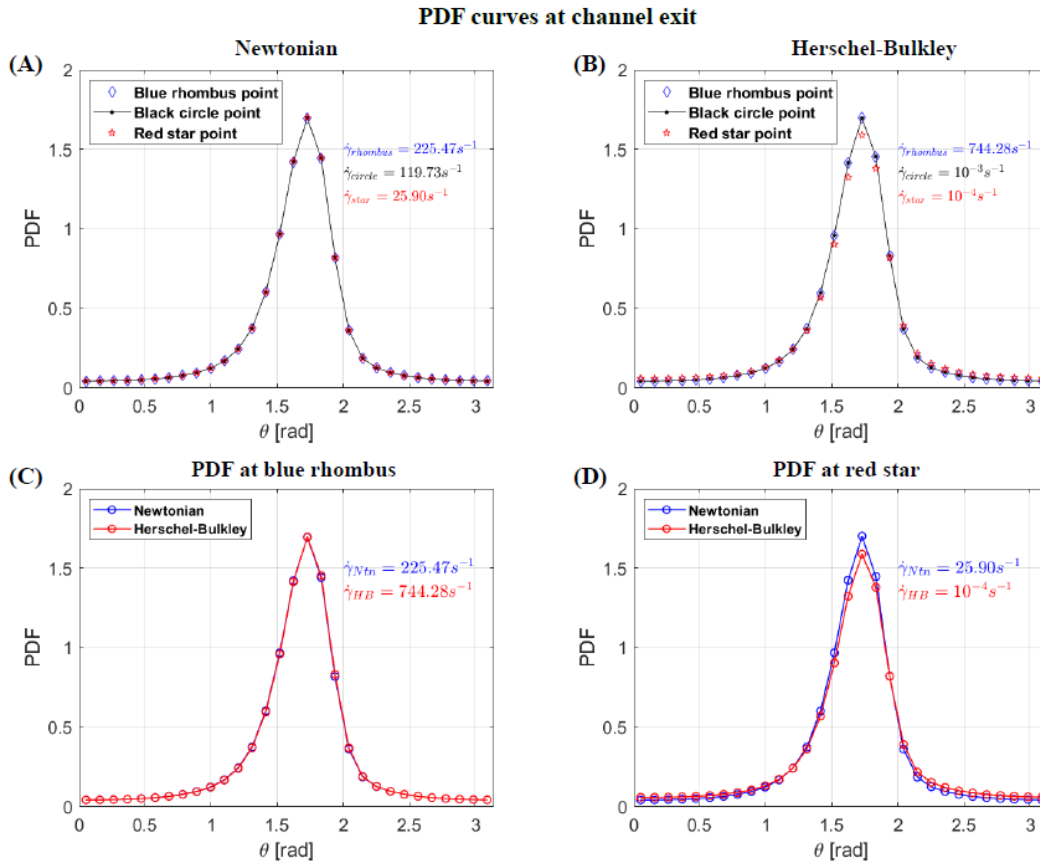 PDF curves at channel exit
Newtonian
Herschel-Bulkley
(A)
2
1.5
1
0.5
0
PDF
Blue rhombus point
Black circle point
Red star point
γ̇rhombus = 225.47s⁻¹
γ̇circle = 119.73s⁻¹
γ̇star = 25.90s⁻¹
0 0.5 1 1.5 2 2.5 3
θ [rad]
(B)
2
1.5
1
0.5
0
PDF
Blue rhombus point
Black circle point
Red star point
γ̇rhombus = 744.28s⁻¹
γ̇circle = 10⁻³s⁻¹
γ̇star = 10⁻⁴s⁻¹
0 1 2 3
θ [rad]
(C)
PDF at blue rhombus
2
1.5
1
0.5
0
PDF
Newtonian
Herschel-Bulkley
γ̇Ntn = 225.47s⁻¹
γ̇HB = 744.28s⁻¹
0 0.5 1 1.5 2 2.5 3
θ [rad]
(D)
PDF at red star
2
1.5
1
0.5
0
PDF
Newtonian
Herschel-Bulkley
γ̇Ntn = 25.90s⁻¹
γ̇HB = 10⁻⁴s⁻¹
0 0.5 1 1.5 2 2.5 3
θ [rad]